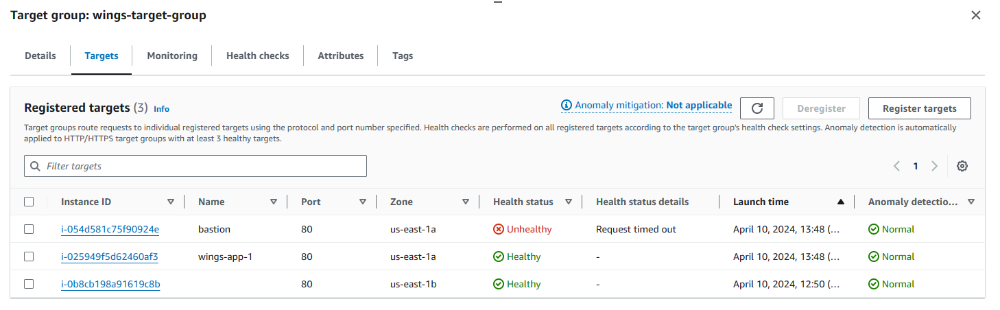 Target group: wings-target-group
Details Targets Monitoring Health checks Attributes Tags
Registered targets (3) Info Anomaly mitigation: Not applicable Deregister Register targets
Target groups route requests to individual registered targets using the protocol and port number specified. Health checks are performed on all registered targets according to the target group's health check settings. Anomaly detection is automatically
applied to HTTP/HTTPS target groups with at least 3 healthy targets.
Filter targets 1
Instance ID Name Port Zone Health status Health status details Launch time Anomaly detectio...
i-054d581c75f90924e bastion 80 us-east-1a Unhealthy Request timed out April 10, 2024, 13:48 (... Normal
i-025949f5d62460af3 wings-app-1 80 us-east-1a Healthy - April 10, 2024, 13:48 (... Normal
i-0b8cb198a91619c8b 80 us-east-1b Healthy - April 10, 2024, 12:50 (... Normal